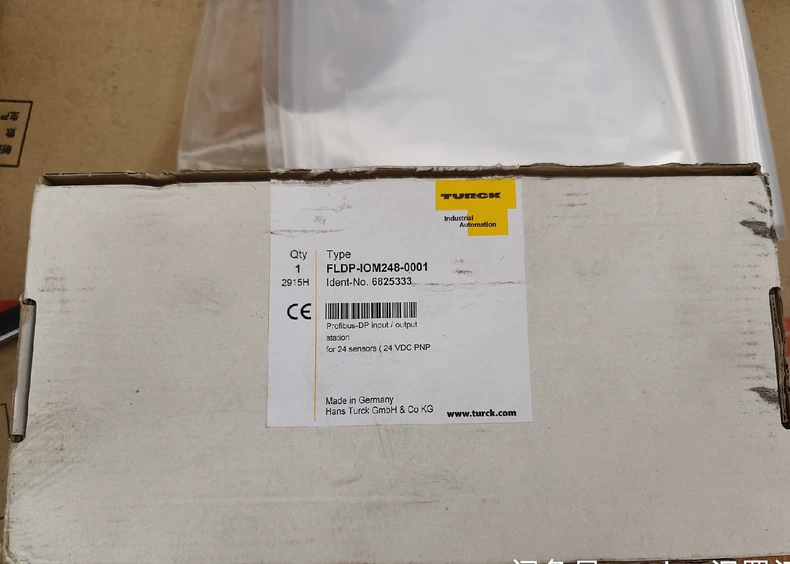 TURCK
Industrial
Automation
Qty
Type
1
FLDP-IOM248-0001
2915H
Ident-No. 6825333
CE
Profibus-DP input / output
station
for 24 sensors ( 24 VDC PNP
Made in Germany
Hans Turck GmbH & Co KG
www.turck.com